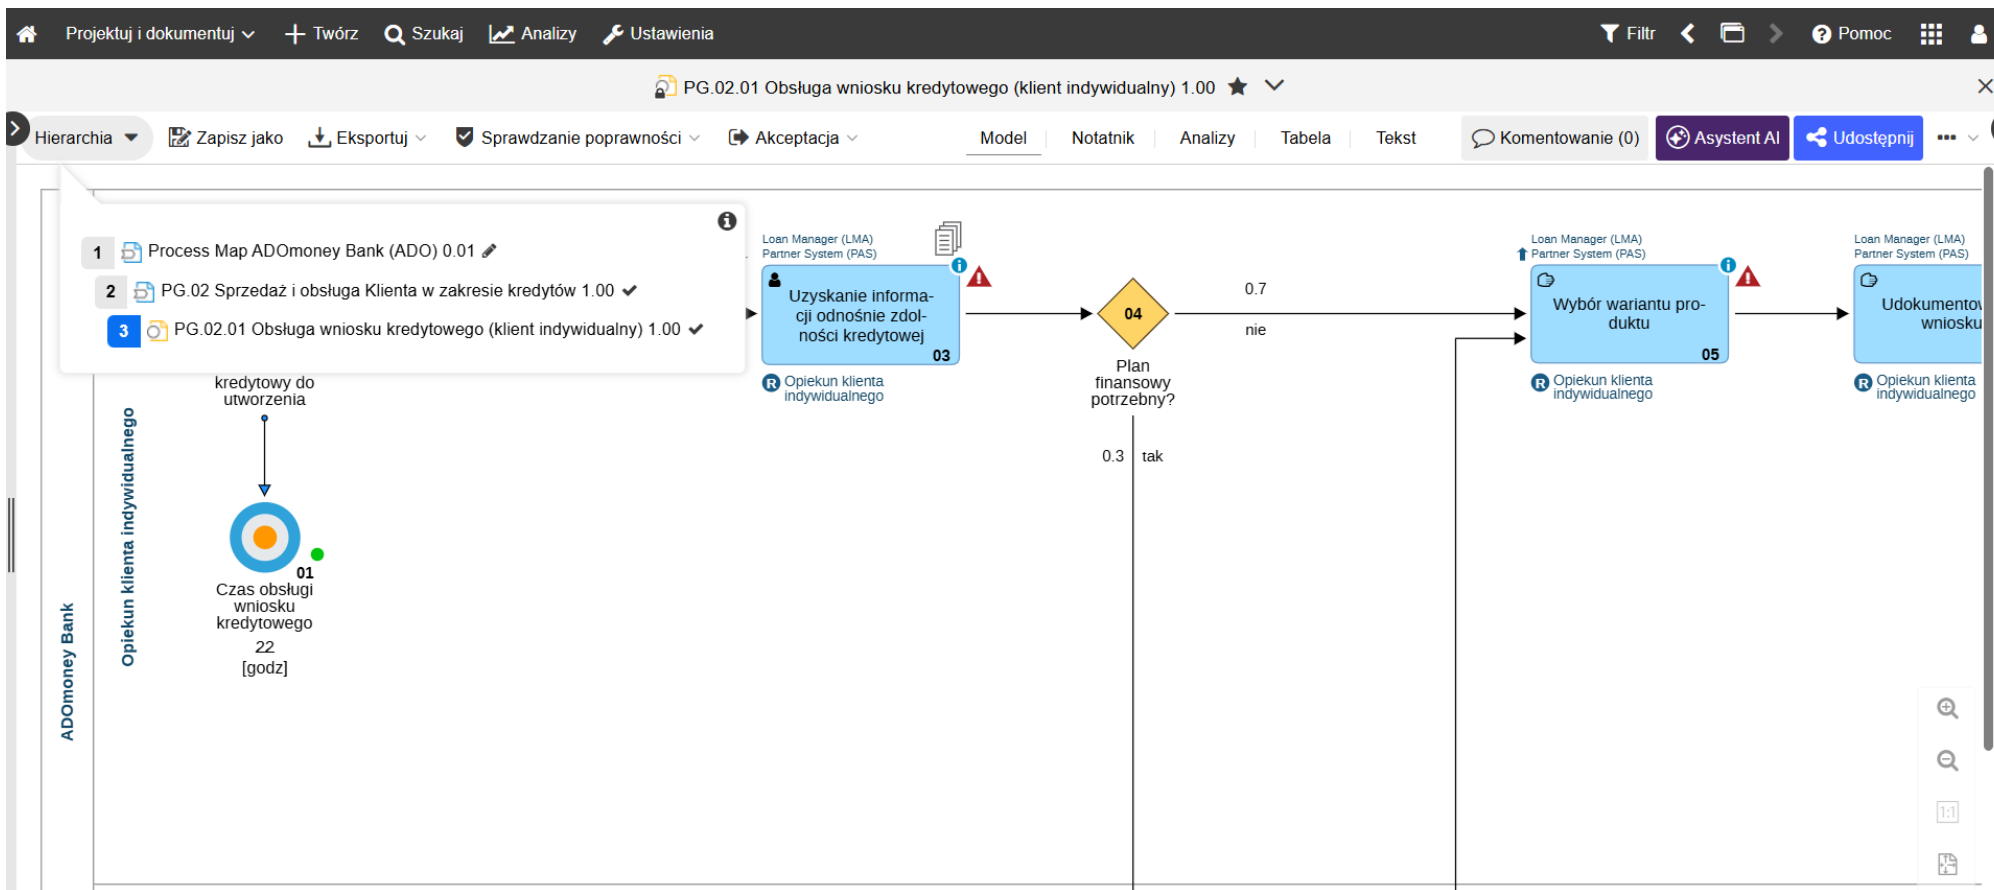 Projektuj i dokumentuj
Twórz
Szukaj
Analizy
Ustawienia
Filtr
Pomoc
PG.02.01 Obsługa wniosku kredytowego (klient indywidualny) 1.00
Hierarchia
Zapisz jako
Eksportuj
Sprawdzanie poprawności
Akceptacja
Model
Notatnik
Analizy
Tabela
Tekst
Komentowanie (0)
Asystent AI
Udostępnij
1 Process Map ADOmoney Bank (ADO) 0.01
2 PG.02 Sprzedaż i obsługa Klienta w zakresie kredytów 1.00
3 PG.02.01 Obsługa wniosku kredytowego (klient indywidualny) 1.00
ADOmoney Bank
Opiekun klienta indywidualnego
kredytowy do
utworzenia
01
Czas obsługi
wniosku
kredytowego
22
[godz]
Loan Manager (LMA)
Partner System (PAS)
Uzyskanie informa-
cji odnośnie zdol-
ności kredytowej
03
R Opiekun klienta
indywidualnego
04
Plan
finansowy
potrzebny?
0.7
nie
0.3 tak
Loan Manager (LMA)
Partner System (PAS)
Wybór wariantu pro-
duktu
05
R Opiekun klienta
indywidualnego
Loan Manager (LMA)
Partner System (PAS)
wniosku
R Opiekun klienta
indywidualnego
1:1